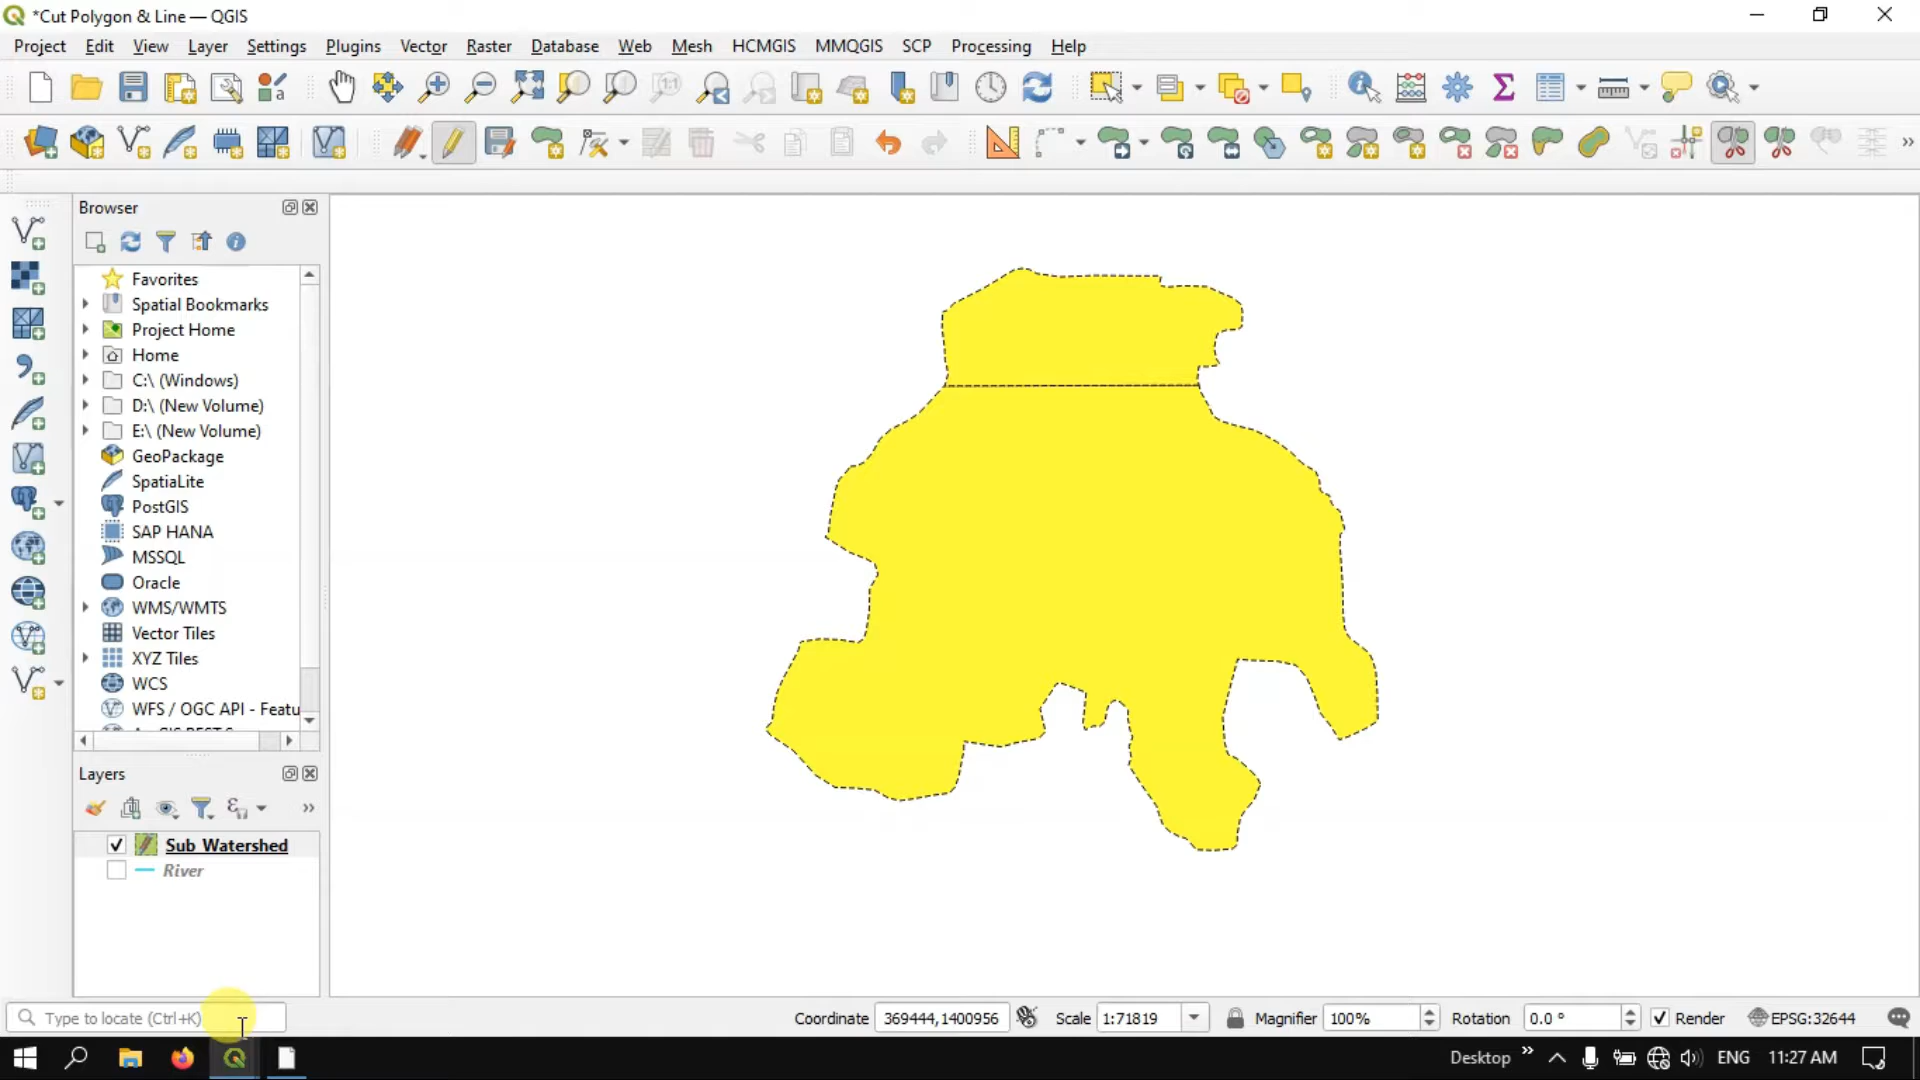 *Cut Polygon & Line — QGIS
Project Edit View Layer Settings Plugins Vector Raster Database Web Mesh HCMGIS MMQGIS SCP Processing Help
Browser
Favorites
Spatial Bookmarks
Project Home
Home
C:\ (Windows)
D:\ (New Volume)
E:\ (New Volume)
GeoPackage
SpatiaLite
PostGIS
SAP HANA
MSSQL
Oracle
WMS/WMTS
Vector Tiles
XYZ Tiles
WCS
WFS / OGC API - Featu
Layers
Sub Watershed
River
Type to locate (Ctrl+K)
Coordinate 369444,1400956 Scale 1:71819 Magnifier 100% Rotation 0.0 ° Render EPSG:32644
Desktop ENG 11:27 AM